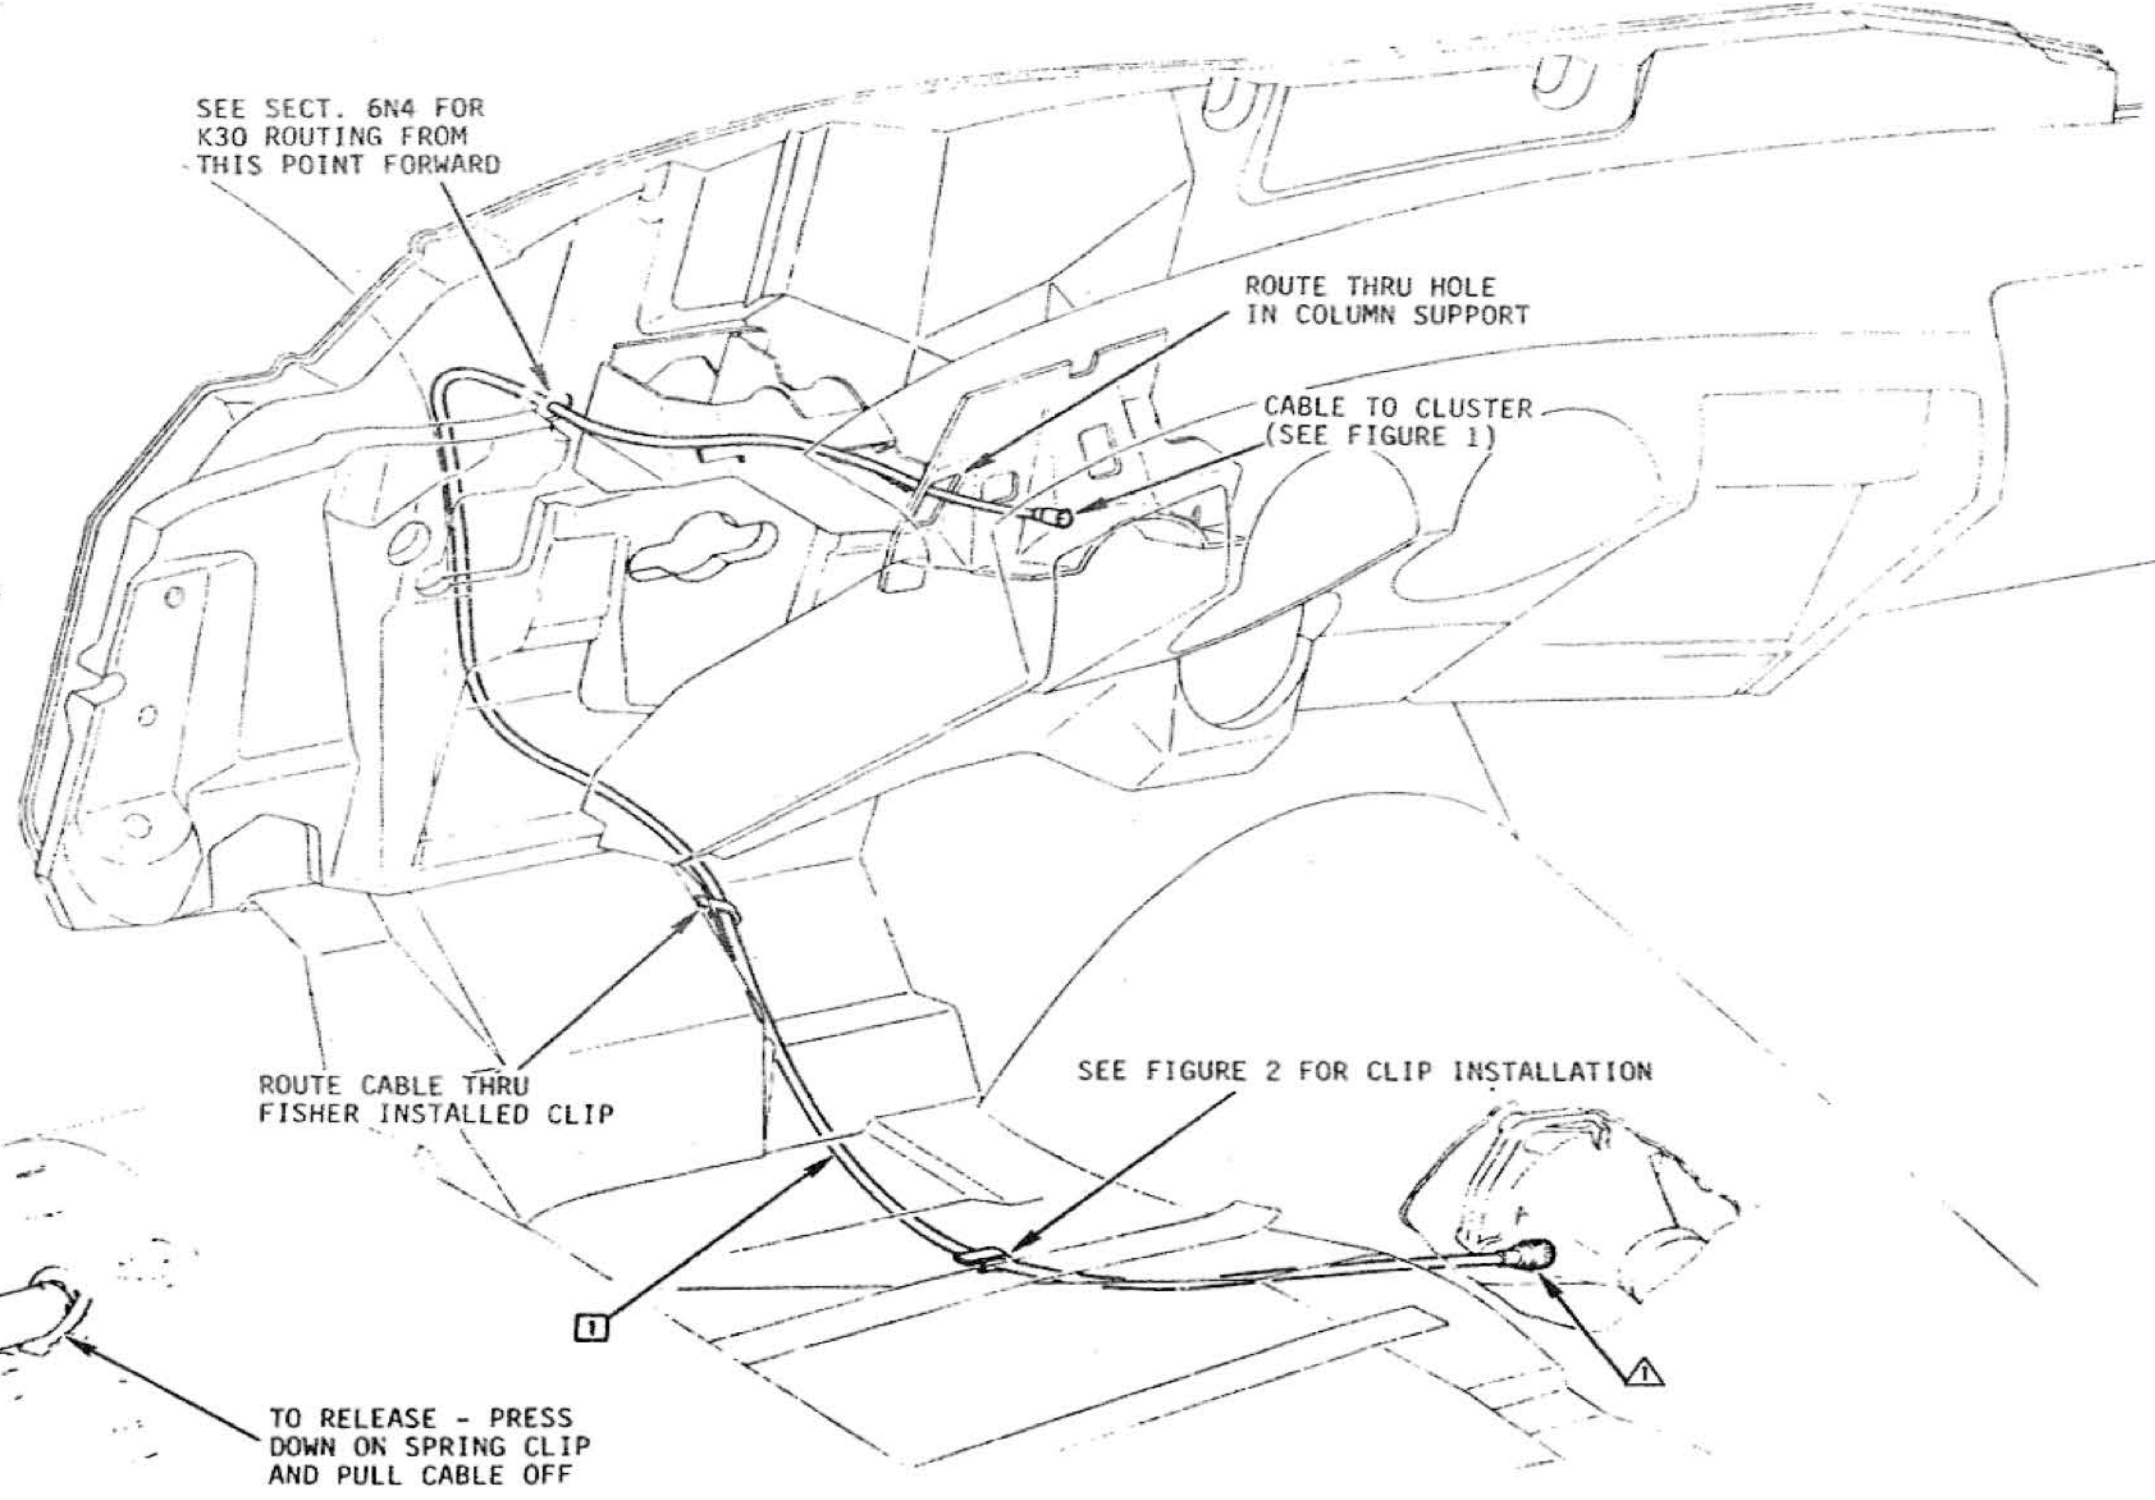 SEE SECT. 6N4 FOR
K30 ROUTING FROM
THIS POINT FORWARD
ROUTE THRU HOLE
IN COLUMN SUPPORT
CABLE TO CLUSTER
(SEE FIGURE 1)
ROUTE CABLE THRU
FISHER INSTALLED CLIP
SEE FIGURE 2 FOR CLIP INSTALLATION
1
1
TO RELEASE - PRESS
DOWN ON SPRING CLIP
AND PULL CABLE OFF